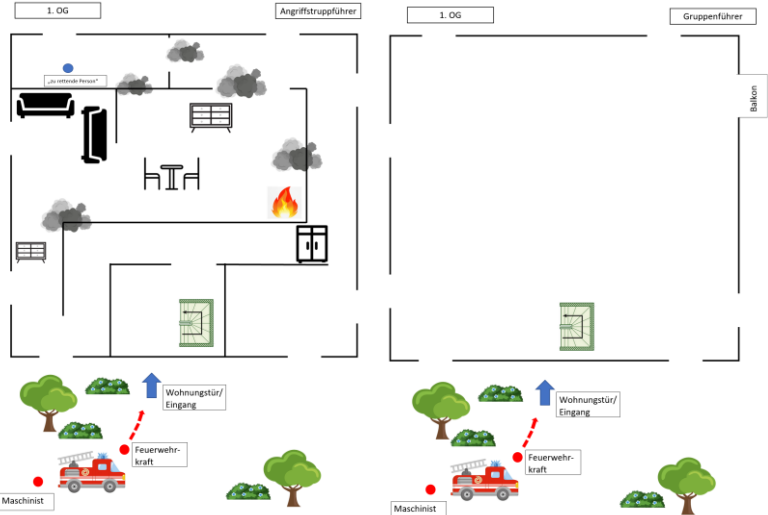 1. OG
Angriffstruppführer
„zu rettende Person“
Wohnungstür/
Eingang
Feuerwehr-
kraft
Maschinist
1. OG
Gruppenführer
Balkon
Wohnungstür/
Eingang
Feuerwehr-
kraft
Maschinist